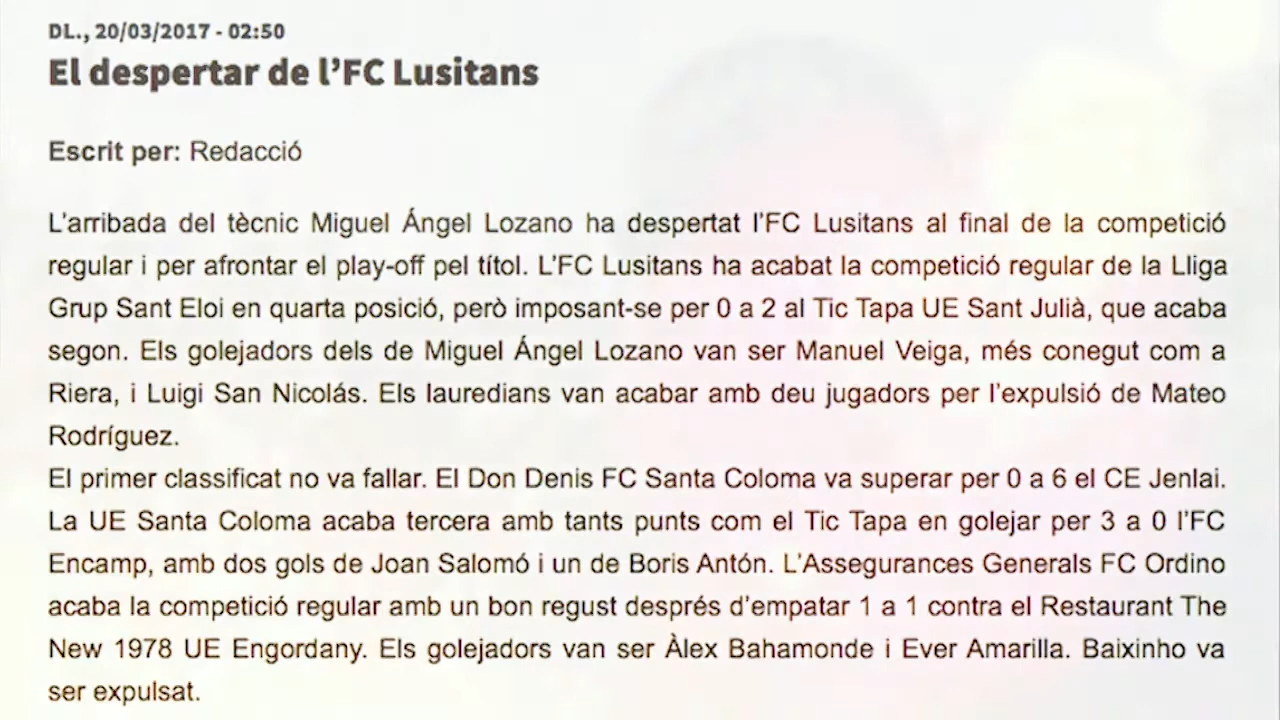 DL., 20/03/2017 - 02:50
El despertar de l’FC Lusitans
Escrit per: Redacció
L’arribada del tècnic Miguel Ángel Lozano ha despertat l’FC Lusitans al final de la competició
regular i per afrontar el play-off pel títol. L’FC Lusitans ha acabat la competició regular de la Lliga
Grup Sant Eloi en quarta posició, però imposant-se per 0 a 2 al Tic Tapa UE Sant Julià, que acaba
segon. Els golejadors dels de Miguel Ángel Lozano van ser Manuel Veiga, més conegut com a
Riera, i Luigi San Nicolás. Els lauredians van acabar amb deu jugadors per l’expulsió de Mateo
Rodríguez.
El primer classificat no va fallar. El Don Denis FC Santa Coloma va superar per 0 a 6 el CE Jenlai.
La UE Santa Coloma acaba tercera amb tants punts com el Tic Tapa en golejar per 3 a 0 l’FC
Encamp, amb dos gols de Joan Salomó i un de Boris Antón. L’Assegurances Generals FC Ordino
acaba la competició regular amb un bon regust després d’empatar 1 a 1 contra el Restaurant The
New 1978 UE Engordany. Els golejadors van ser Àlex Bahamonde i Ever Amarilla. Baixinho va
ser expulsat.